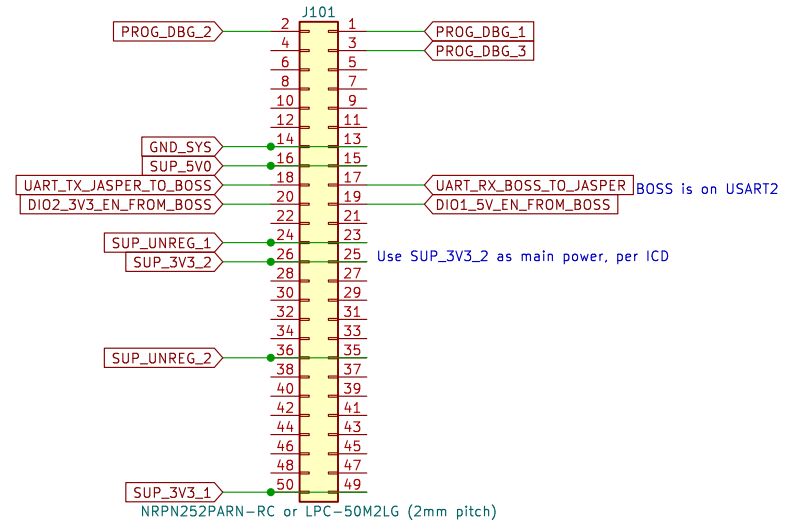 J101
PROG_DBG_2 2 1 PROG_DBG_1
4 3 PROG_DBG_3
6 5
8 7
10 9
12 11
GND_SYS 14 13
SUP_5V0 16 15
UART_TX_JASPER_TO_BOSS 18 17 UART_RX_BOSS_TO_JASPER BOSS is on USART2
DIO2_3V3_EN_FROM_BOSS 20 19 DIO1_5V_EN_FROM_BOSS
22 21
SUP_UNREG_1 24 23
SUP_3V3_2 26 25 Use SUP_3V3_2 as main power, per ICD
28 27
30 29
32 31
34 33
SUP_UNREG_2 36 35
38 37
40 39
42 41
44 43
46 45
48 47
SUP_3V3_1 50 49
NRPN252PARN-RC or LPC-50M2LG (2mm pitch)